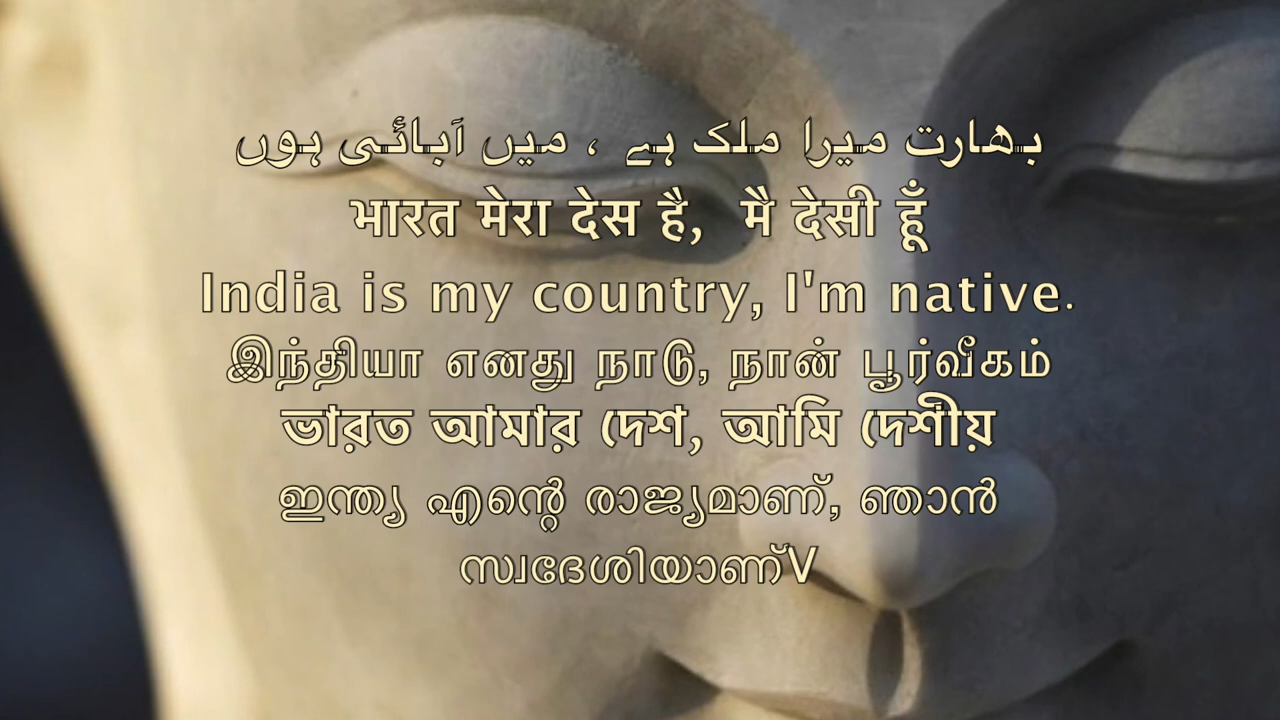 بھارت میرا ملک ہے ، میں آبائی ہوں
भारत मेरा देस है, मै देसी हूँ
India is my country, I'm native.
இந்தியா எனது நாடு, நான் பூர்வீகம்
ভারত আমার দেশ, আমি দেশীয়
ഇന്ത്യ എന്റെ രാജ്യമാണ്, ഞാൻ
സ്വദേശിയാണ്V